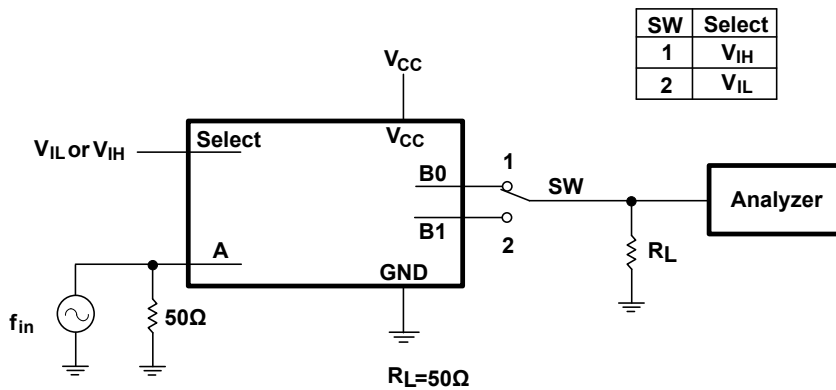 SW Select
1 VIH
2 VIL
VCC
VCC
Select
VIL or VIH
B0
1
SW
Analyzer
B1
2
A
RL
GND
fin
50Ω
RL=50Ω